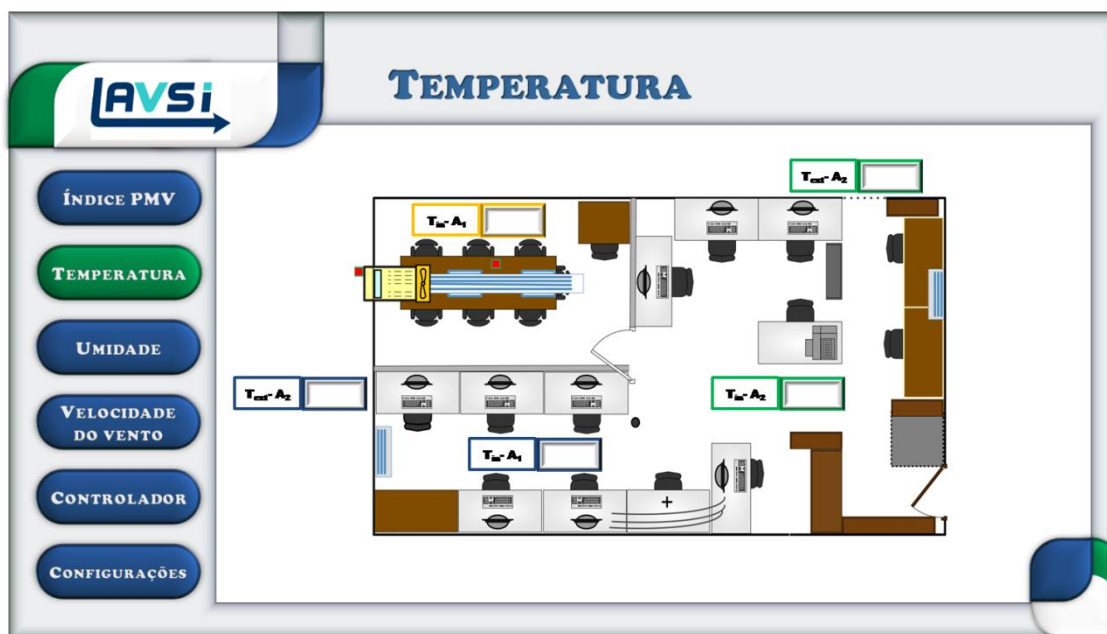 LAVSi
TEMPERATURA
ÍNDICE PMV
TEMPERATURA
UMIDADE
VELOCIDADE
DO VENTO
CONTROLADOR
CONFIGURAÇÕES
Text- A2
Tin- A1
Text- A2
Tin- A2
Tin- A1